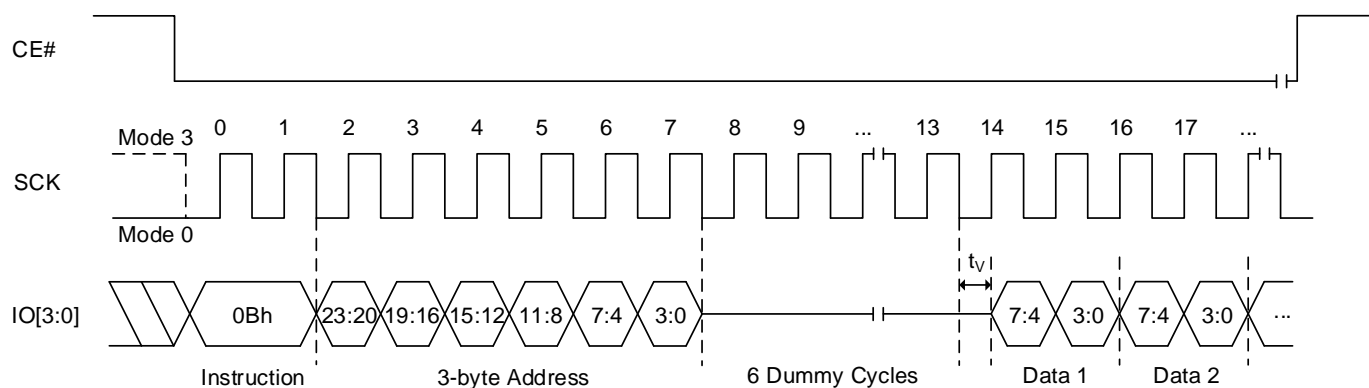 CE#
0 1 2 3 4 5 6 7 8 9 ... 13 14 15 16 17 ...
Mode 3
SCK
Mode 0
tV
IO[3:0] 0Bh 23:20 19:16 15:12 11:8 7:4 3:0 7:4 3:0 7:4 3:0 ...
Instruction 3-byte Address 6 Dummy Cycles Data 1 Data 2